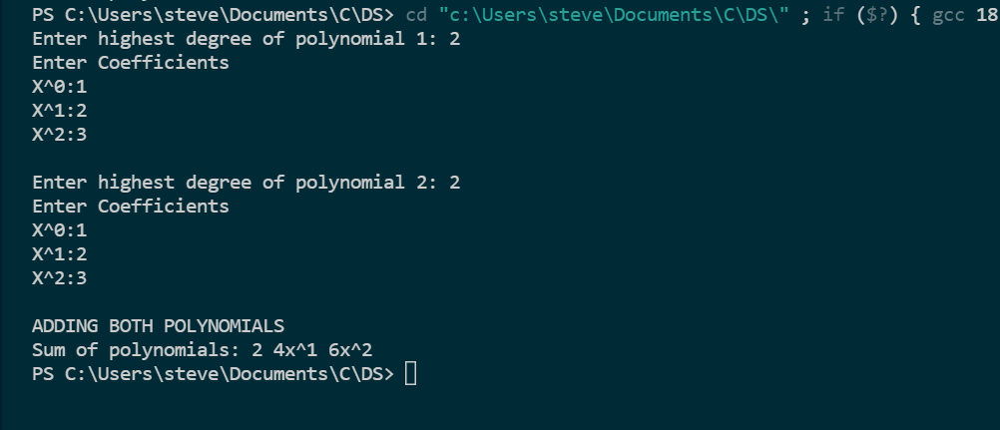 PS C:\Users\steve\Documents\C\DS> cd "c:\Users\steve\Documents\C\DS\" ; if ($?) { gcc 18
Enter highest degree of polynomial 1: 2
Enter Coefficients
X^0:1
X^1:2
X^2:3
Enter highest degree of polynomial 2: 2
Enter Coefficients
X^0:1
X^1:2
X^2:3
ADDING BOTH POLYNOMIALS
Sum of polynomials: 2 4x^1 6x^2
PS C:\Users\steve\Documents\C\DS>